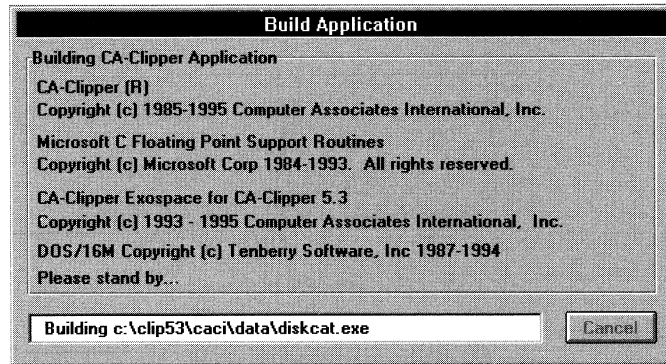 Build Application
Building CA-Clipper Application
CA-Clipper (R)
Copyright (c) 1985-1995 Computer Associates International, Inc.
Microsoft C Floating Point Support Routines
Copyright (c) Microsoft Corp 1984-1993. All rights reserved.
CA-Clipper Exospace for CA-Clipper 5.3
Copyright (c) 1993 - 1995 Computer Associates International, Inc.
DOS/16M Copyright (c) Tenberry Software, Inc 1987-1994
Please stand by...
Building c:\clip53\caci\data\diskcat.exe
Cancel